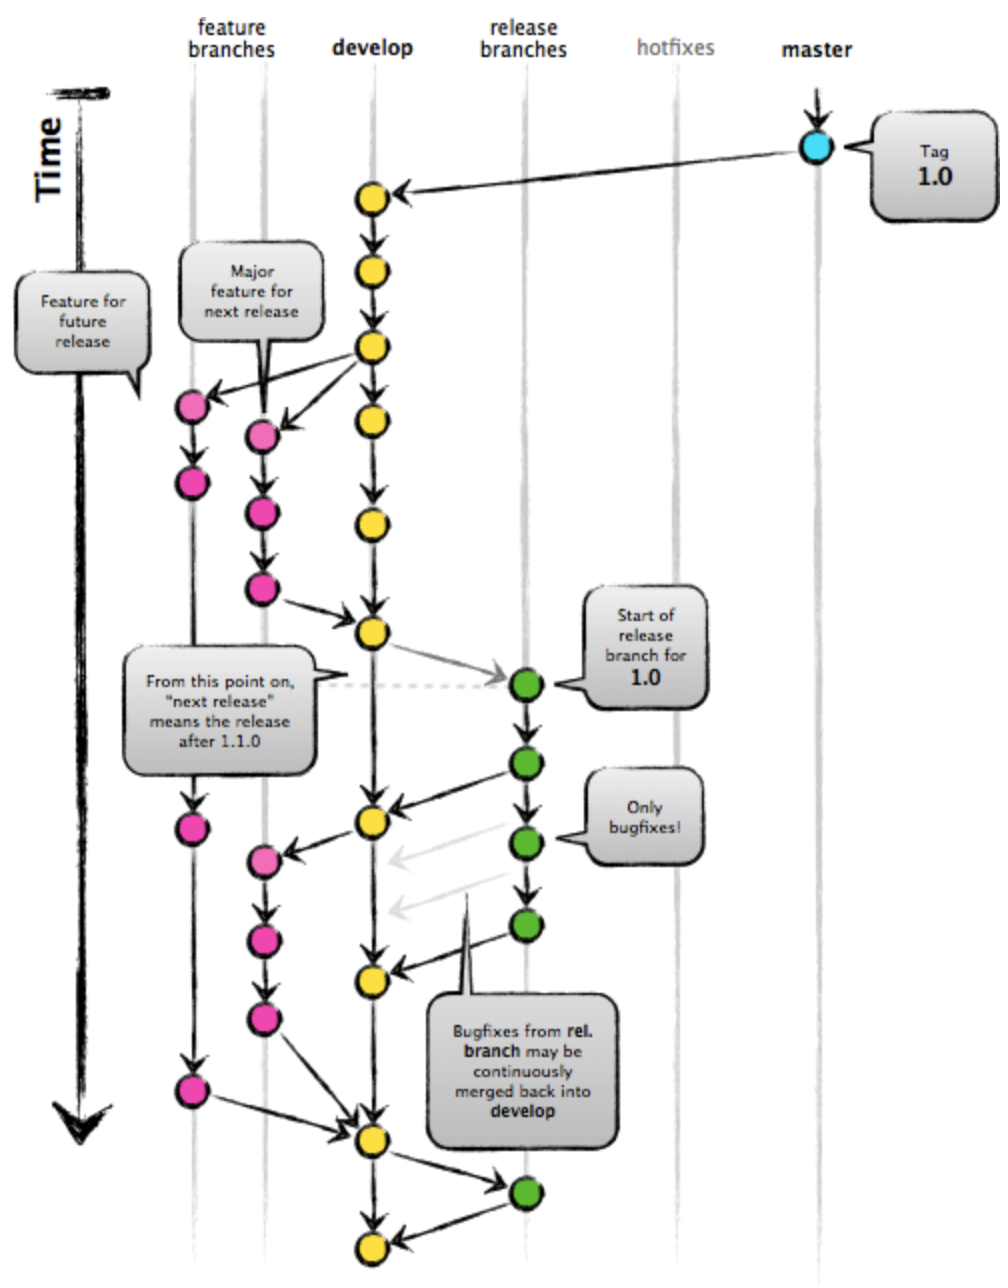 feature
branches
develop
release
branches
hotfixes
master
Time
Tag
1.0
Major
feature for
next release
Feature for
future
release
Start of
release
branch for
1.0
From this point on,
“next release”
means the release
after 1.1.0
Only
bugfixes!
Bugfixes from rel.
branch may be
continuously
merged back into
develop